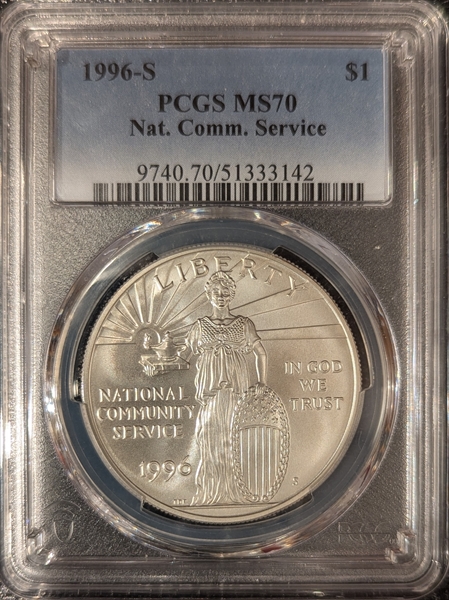 1996-S $1
PCGS MS70
Nat. Comm. Service
9740.70/51333142
LIBERTY
NATIONAL
COMMUNITY
SERVICE
IN GOD
WE
TRUST
1996
S